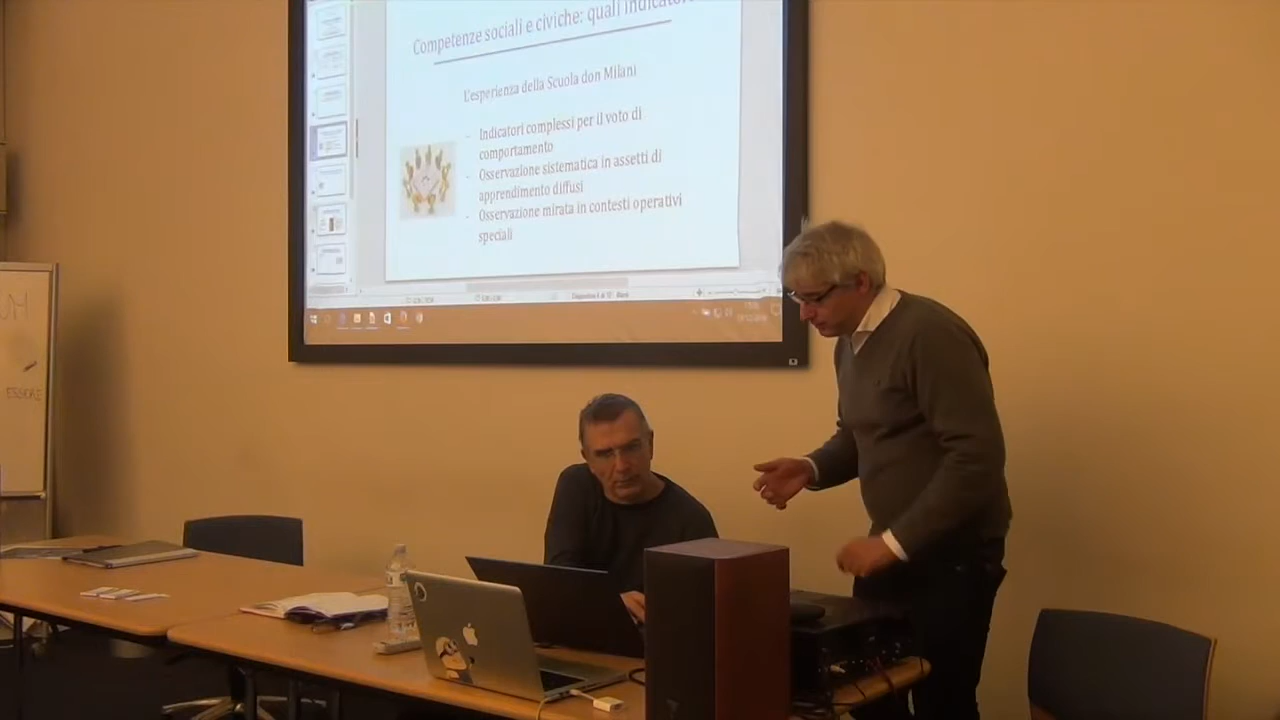 Competenze sociali e civiche: quali indicatori
L'esperienza della Scuola don Milani
- Indicatori complessi per il voto di
comportamento
- Osservazione sistematica in assetti di
apprendimento diffusi
- Osservazione mirata in contesti operativi
speciali
ESSERE